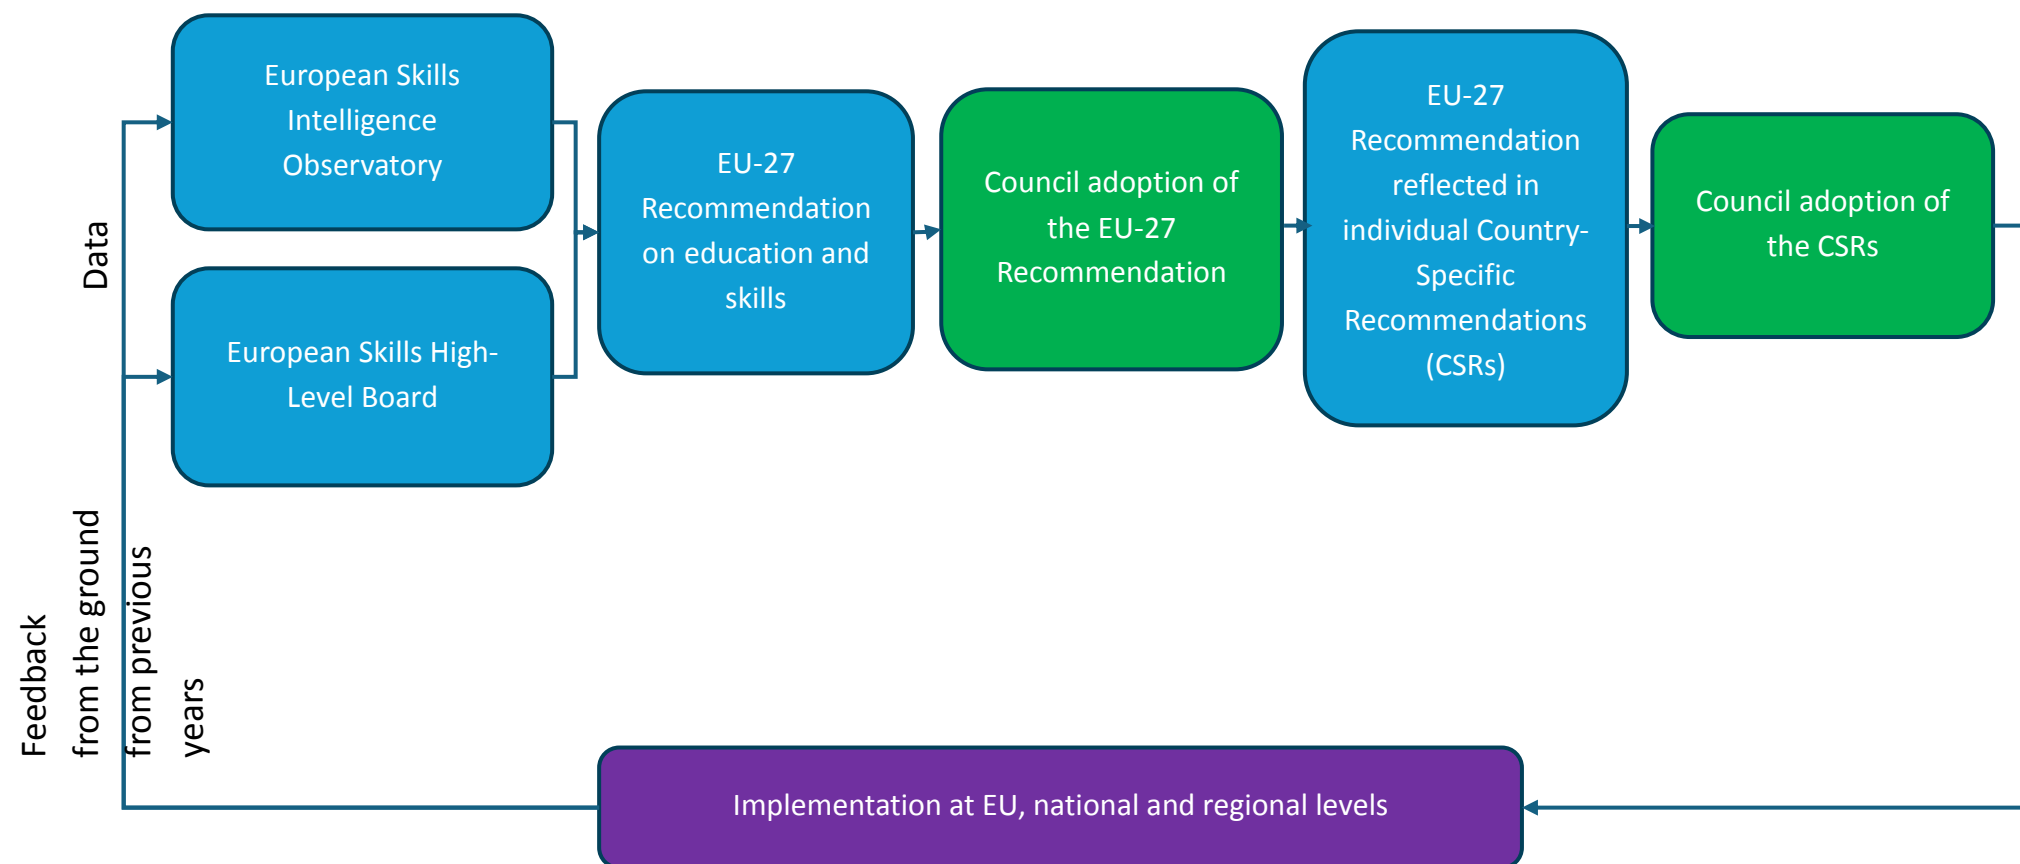 European Skills
Intelligence
Observatory
European Skills High-
Level Board
EU-27
Recommendation
on education and
skills
Council adoption of
the EU-27
Recommendation
EU-27
Recommendation
reflected in
individual Country-
Specific
Recommendations
(CSRs)
Council adoption of
the CSRs
Data
Feedback
from the ground
from previous
years
Implementation at EU, national and regional levels